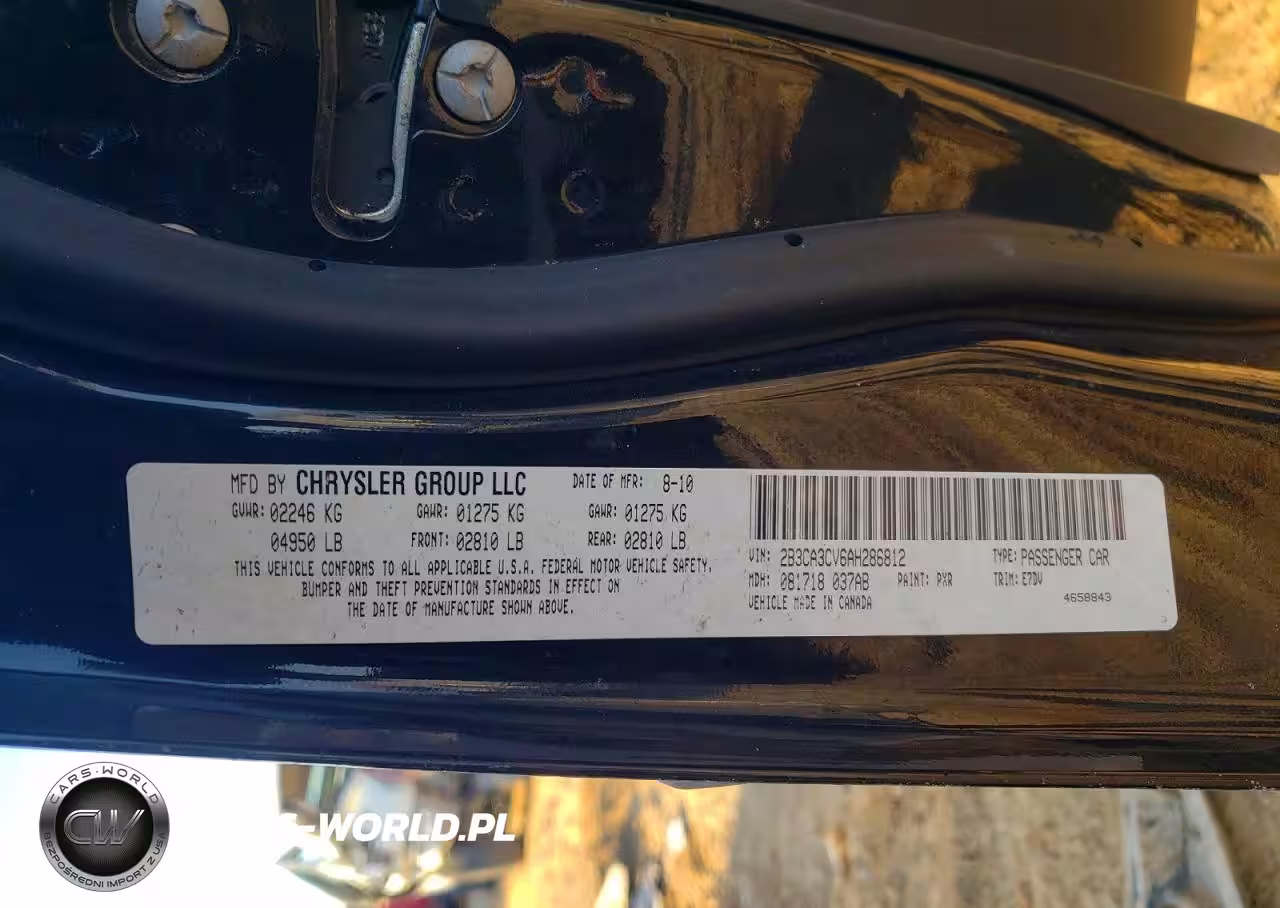 MFD BY CHRYSLER GROUP LLC DATE OF MFR: 8-10
GVWR: 02246 KG GAWR: 01275 KG GAWR: 01275 KG
04950 LB FRONT: 02810 LB REAR: 02810 LB
THIS VEHICLE CONFORMS TO ALL APPLICABLE U.S.A. FEDERAL MOTOR VEHICLE SAFETY,
BUMPER AND THEFT PREVENTION STANDARDS IN EFFECT ON
THE DATE OF MANUFACTURE SHOWN ABOVE.
VIN: 2B3CA3CV6AH286812 TYPE: PASSENGER CAR
MDH: 081718 037AB PAINT: PXR TRIM: E7DV
VEHICLE MADE IN CANADA 4658843
CARS-WORLD
CW
BEZPOŚREDNI IMPORT Z USA
S-WORLD.PL